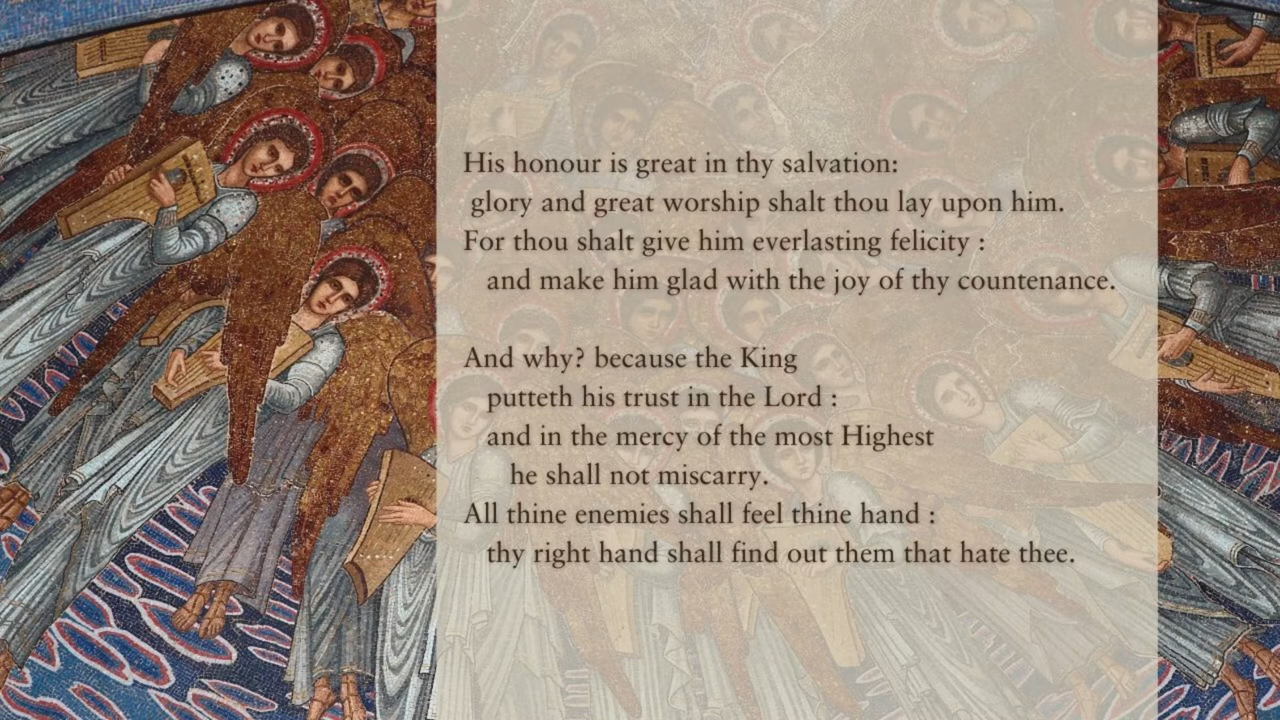 His honour is great in thy salvation:
glory and great worship shalt thou lay upon him.
For thou shalt give him everlasting felicity :
and make him glad with the joy of thy countenance.
And why? because the King
putteth his trust in the Lord :
and in the mercy of the most Highest
he shall not miscarry.
All thine enemies shall feel thine hand :
thy right hand shall find out them that hate thee.